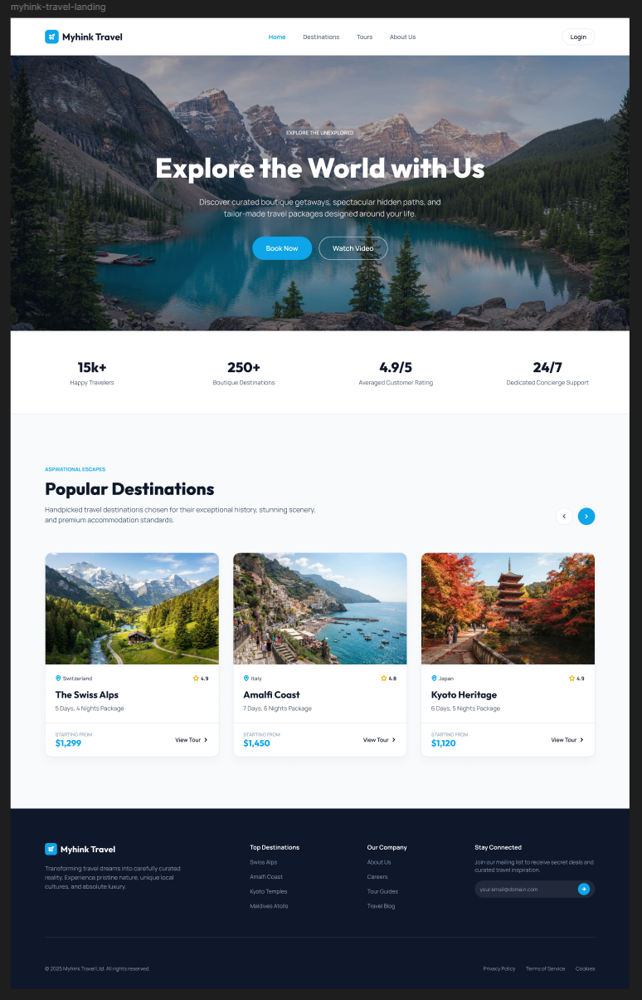 myhink-travel-landing
Myhink Travel
Home
Destinations
Tours
About Us
Login
EXPLORE THE UNEXPLORED
Explore the World with Us
Discover curated boutique getaways, spectacular hidden paths, and
tailor-made travel packages designed around your life.
Book Now
Watch Video
15k+
Happy Travelers
250+
Boutique Destinations
4.9/5
Averaged Customer Rating
24/7
Dedicated Concierge Support
ASPIRATIONAL ESCAPES
Popular Destinations
Handpicked travel destinations chosen for their exceptional history, stunning scenery,
and premium accommodation standards.
Switzerland
4.9
The Swiss Alps
5 Days, 4 Nights Package
STARTING FROM
$1,299
View Tour
Italy
4.8
Amalfi Coast
7 Days, 6 Nights Package
STARTING FROM
$1,450
View Tour
Japan
4.9
Kyoto Heritage
6 Days, 5 Nights Package
STARTING FROM
$1,120
View Tour
Myhink Travel
Transforming travel dreams into carefully curated
reality. Experience pristine nature, unique local
cultures, and absolute luxury.
Top Destinations
Swiss Alps
Amalfi Coast
Kyoto Temples
Maldives Atolls
Our Company
About Us
Careers
Tour Guides
Travel Blog
Stay Connected
Join our mailing list to receive secret deals and
curated travel inspiration.
your.email@domain.com
© 2025 Myhink Travel Ltd. All rights reserved.
Privacy Policy
Terms of Service
Cookies